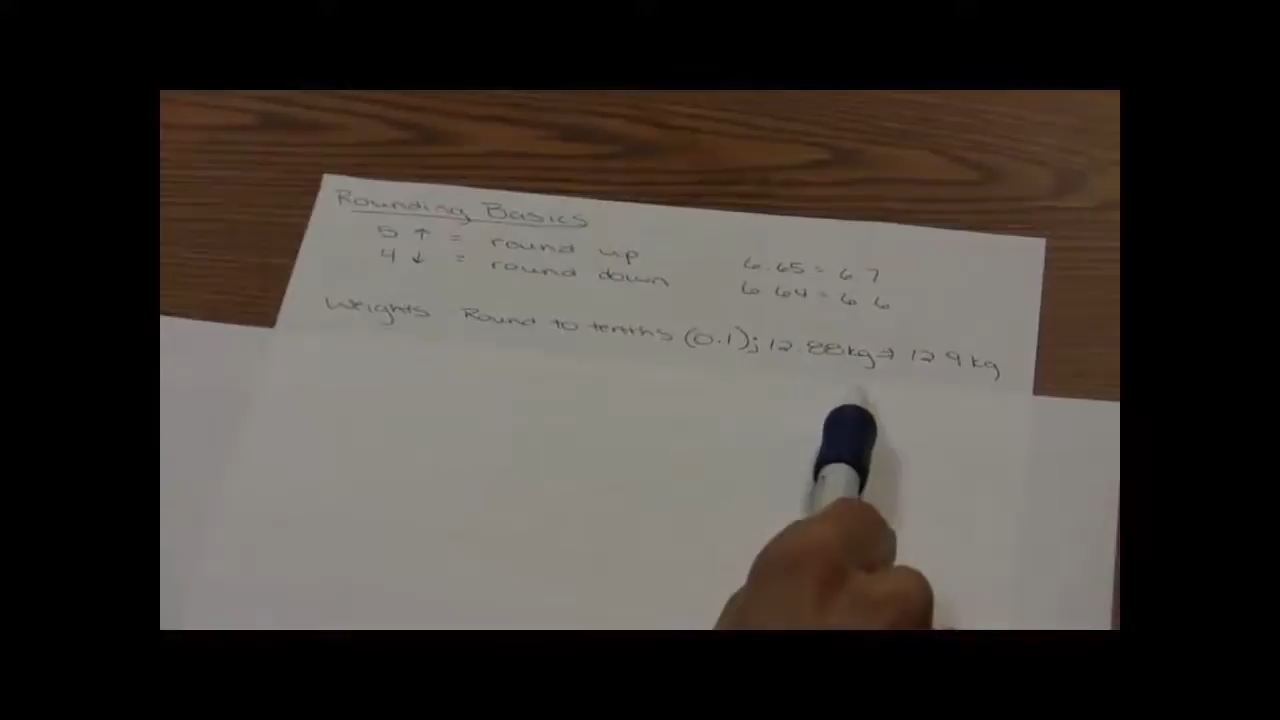 Rounding Basics
5 ↑ = round up 6.65 = 6.7
4 ↓ = round down 6.64 = 6.6
Weights Round to tenths (0.1); 12.88kg → 12.9kg